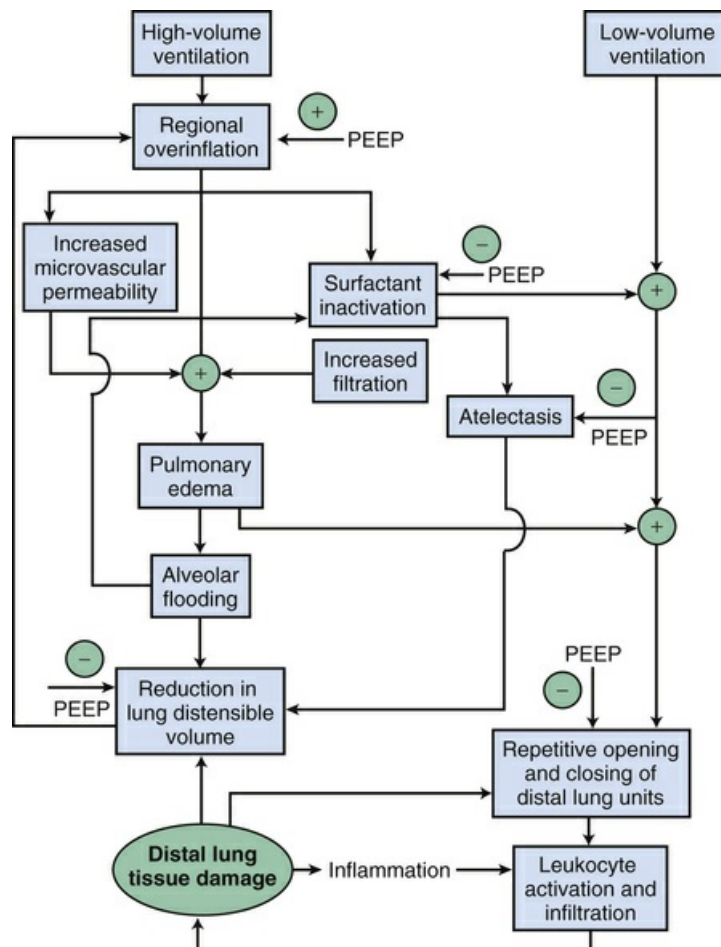 High-volume
ventilation
Low-volume
ventilation
Regional
overinflation
+
PEEP
Increased
microvascular
permeability
−
PEEP
Surfactant
inactivation
+
+
Increased
filtration
−
PEEP
Atelectasis
Pulmonary
edema
+
Alveolar
flooding
−
PEEP
Reduction in
lung distensible
volume
PEEP
−
Repetitive opening
and closing of
distal lung units
Distal lung
tissue damage
Inflammation
Leukocyte
activation and
infiltration